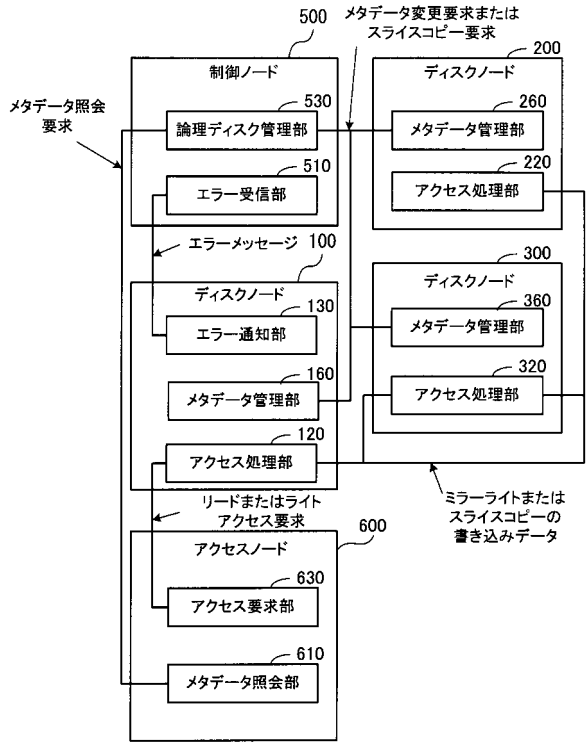 メタデータ変更要求または
スライスコピー要求
500
制御ノード
530
論理ディスク管理部
510
エラー受信部
200
ディスクノード
260
メタデータ管理部
220
アクセス処理部
メタデータ照会
要求
エラーメッセージ
100
ディスクノード
130
エラー通知部
160
メタデータ管理部
120
アクセス処理部
300
ディスクノード
360
メタデータ管理部
320
アクセス処理部
リードまたはライト
アクセス要求
ミラーライトまたは
スライスコピーの
書き込みデータ
アクセスノード
600
630
アクセス要求部
610
メタデータ照会部